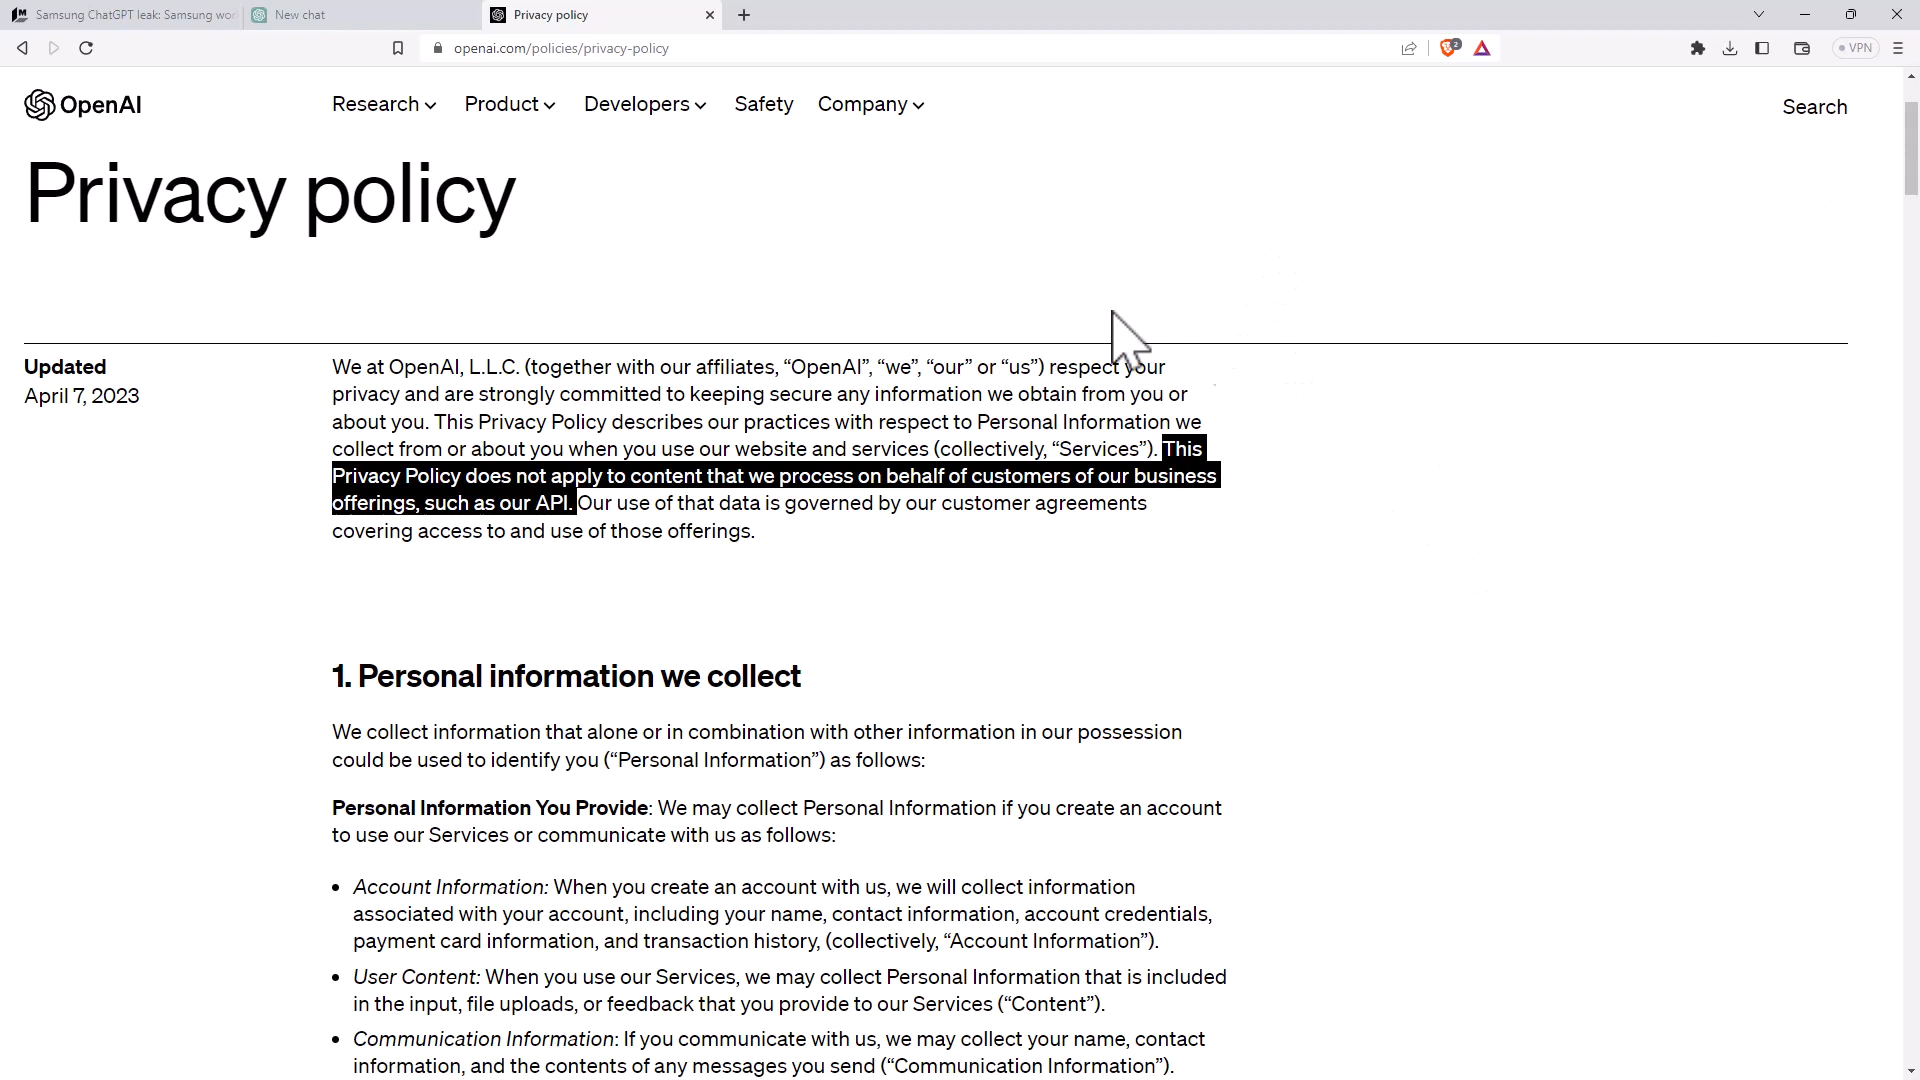 Samsung ChatGPT leak: Samsung wor
New chat
Privacy policy
openai.com/policies/privacy-policy
2
VPN
OpenAI
Research
Product
Developers
Safety
Company
Search
Privacy policy
Updated
April 7, 2023
We at OpenAI, L.L.C. (together with our affiliates, “OpenAI”, “we”, “our” or “us”) respect your
privacy and are strongly committed to keeping secure any information we obtain from you or
about you. This Privacy Policy describes our practices with respect to Personal Information we
collect from or about you when you use our website and services (collectively, “Services”). This
Privacy Policy does not apply to content that we process on behalf of customers of our business
offerings, such as our API. Our use of that data is governed by our customer agreements
covering access to and use of those offerings.
1. Personal information we collect
We collect information that alone or in combination with other information in our possession
could be used to identify you (“Personal Information”) as follows:
Personal Information You Provide: We may collect Personal Information if you create an account
to use our Services or communicate with us as follows:
• Account Information: When you create an account with us, we will collect information
associated with your account, including your name, contact information, account credentials,
payment card information, and transaction history, (collectively, “Account Information”).
• User Content: When you use our Services, we may collect Personal Information that is included
in the input, file uploads, or feedback that you provide to our Services (“Content”).
• Communication Information: If you communicate with us, we may collect your name, contact
information, and the contents of any messages you send (“Communication Information”).